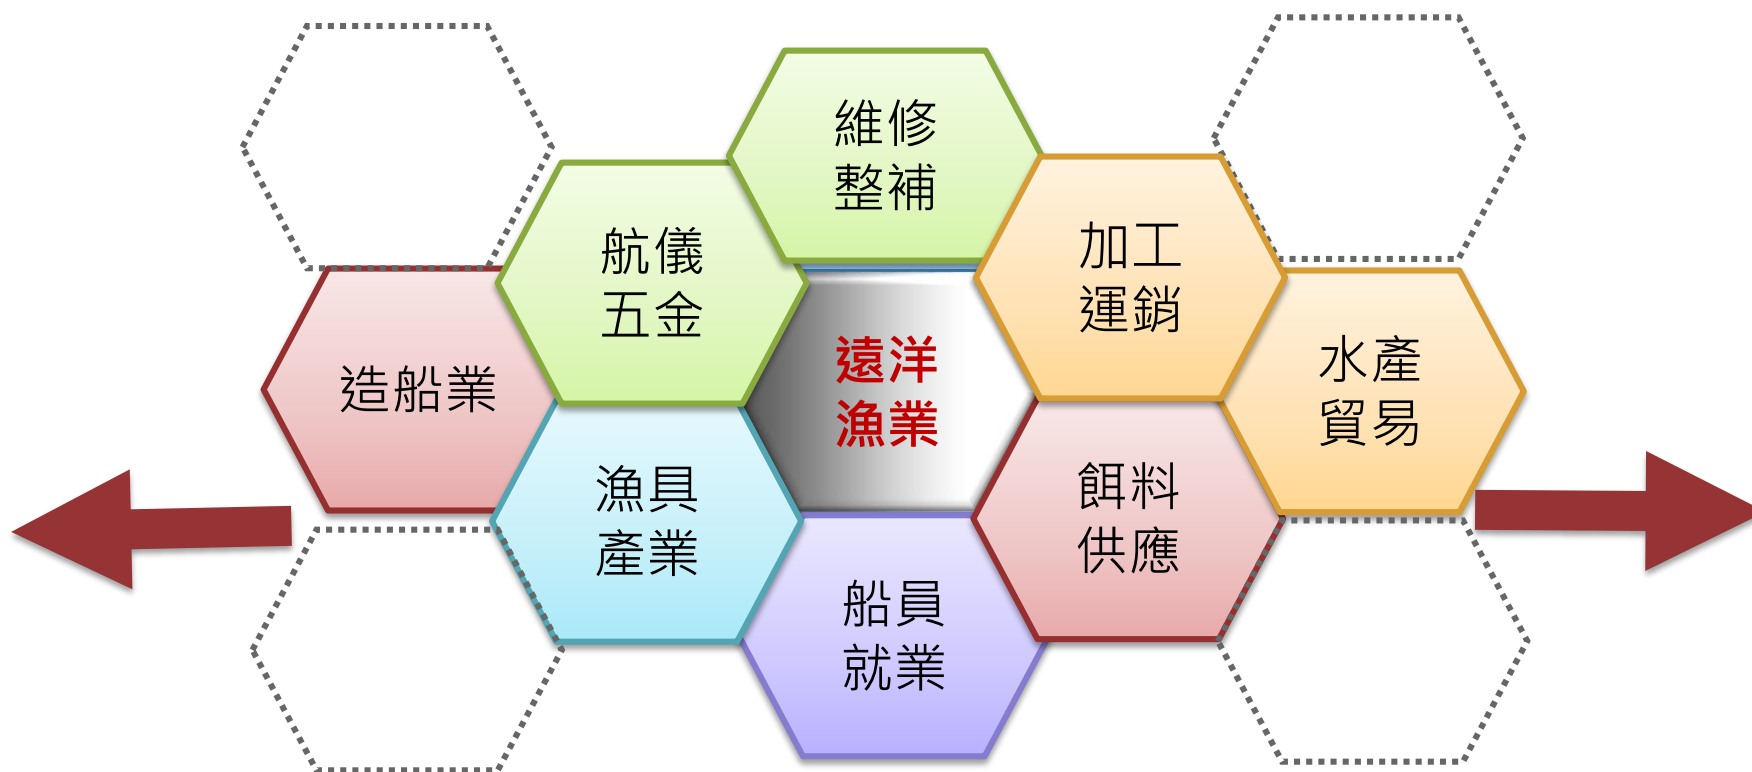 維修
整補
航儀
五金
加工
運銷
造船業
遠洋
漁業
水產
貿易
漁具
產業
餌料
供應
船員
就業